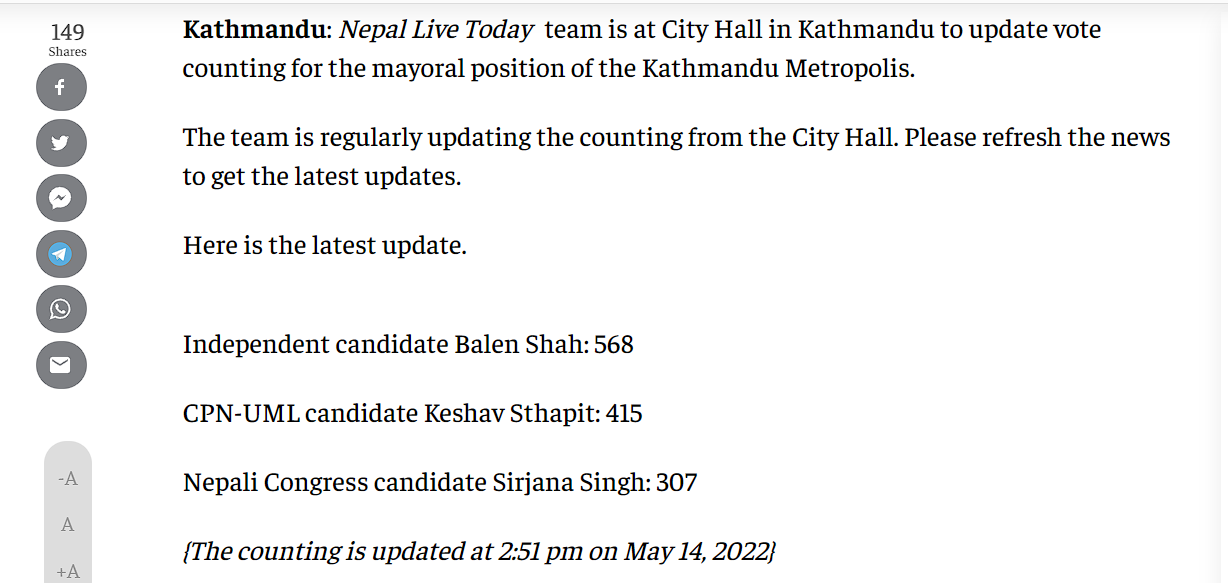 149
Shares
Kathmandu: Nepal Live Today team is at City Hall in Kathmandu to update vote
counting for the mayoral position of the Kathmandu Metropolis.
The team is regularly updating the counting from the City Hall. Please refresh the news
to get the latest updates.
Here is the latest update.
Independent candidate Balen Shah: 568
CPN-UML candidate Keshav Sthapit: 415
Nepali Congress candidate Sirjana Singh: 307
{The counting is updated at 2:51 pm on May 14, 2022}
-A
A
+A